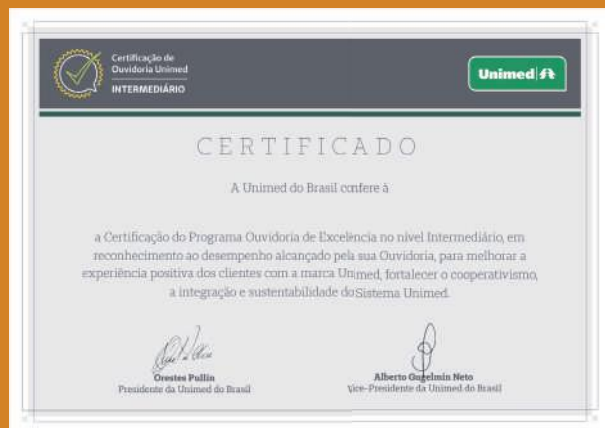 Certificação de
Ouvidoria Unimed
INTERMEDIÁRIO
Unimed
CERTIFICADO
A Unimed do Brasil confere à
a Certificação do Programa Ouvidoria de Excelência no nível Intermediário, em
reconhecimento ao desempenho alcançado pela sua Ouvidoria, para melhorar a
experiência positiva dos clientes com a marca Unimed, fortalecer o cooperativismo,
a integração e sustentabilidade do Sistema Unimed.
Orestes Pullin
Presidente da Unimed do Brasil
Alberto Gugelmin Neto
Vice-Presidente da Unimed do Brasil